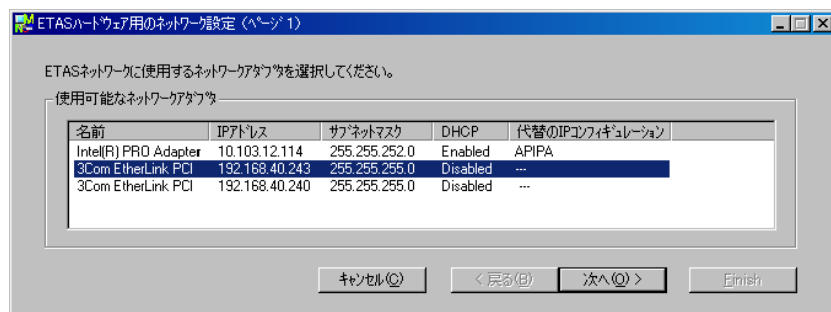 ETASハードウェア用のネットワーク設定（ページ1）
ETASネットワークに使用するネットワークアダプタを選択してください。
使用可能なネットワークアダプタ
名前 IPアドレス サブネットマスク DHCP 代替のIPコンフィギュレーション
Intel(R) PRO Adapter 10.103.12.114 255.255.252.0 Enabled APIPA
3Com EtherLink PCI 192.168.40.243 255.255.255.0 Disabled ---
3Com EtherLink PCI 192.168.40.240 255.255.255.0 Disabled ---
キャンセル(C) < 戻る(B) 次へ(O) > Finish